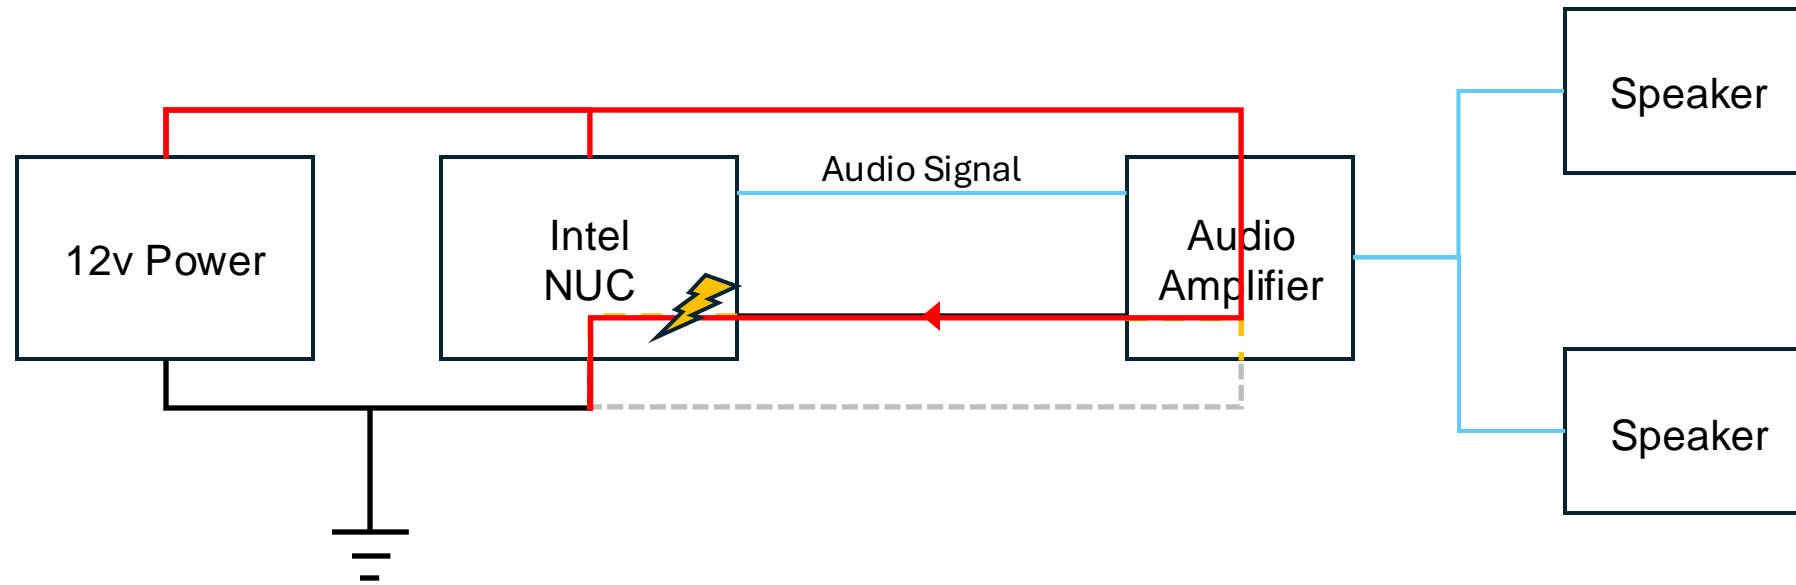 Speaker
Audio Signal
12v Power
Intel
NUC
Audio
Amplifier
Speaker